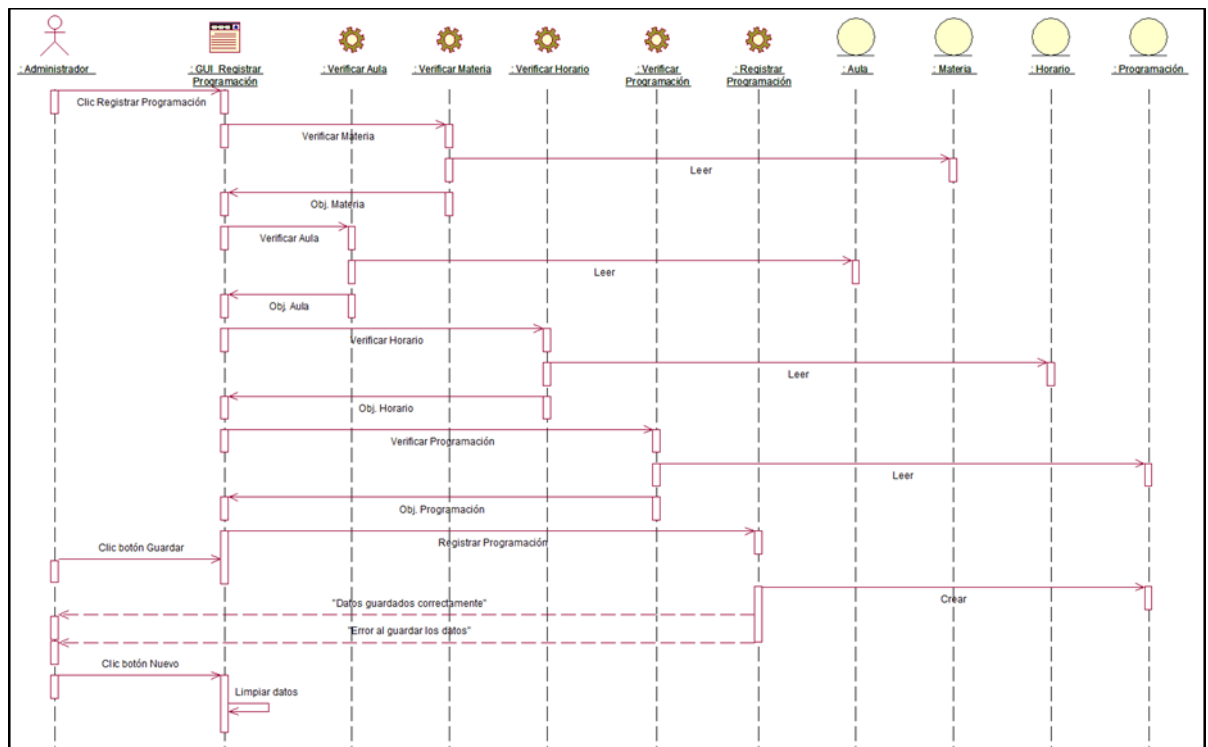 : Administrador
: GUI_Registrar
Programación
: Verificar Aula
: Verificar Materia
: Verificar Horario
: Verificar
Programación
: Registrar
Programación
: Aula
: Materia
: Horario
: Programación
Clic Registrar Programación
Verificar Materia
Leer
Obj. Materia
Verificar Aula
Leer
Obj. Aula
Verificar Horario
Leer
Obj. Horario
Verificar Programación
Leer
Obj. Programación
Registrar Programación
Clic botón Guardar
Crear
"Datos guardados correctamente"
"Error al guardar los datos"
Clic botón Nuevo
Limpiar datos